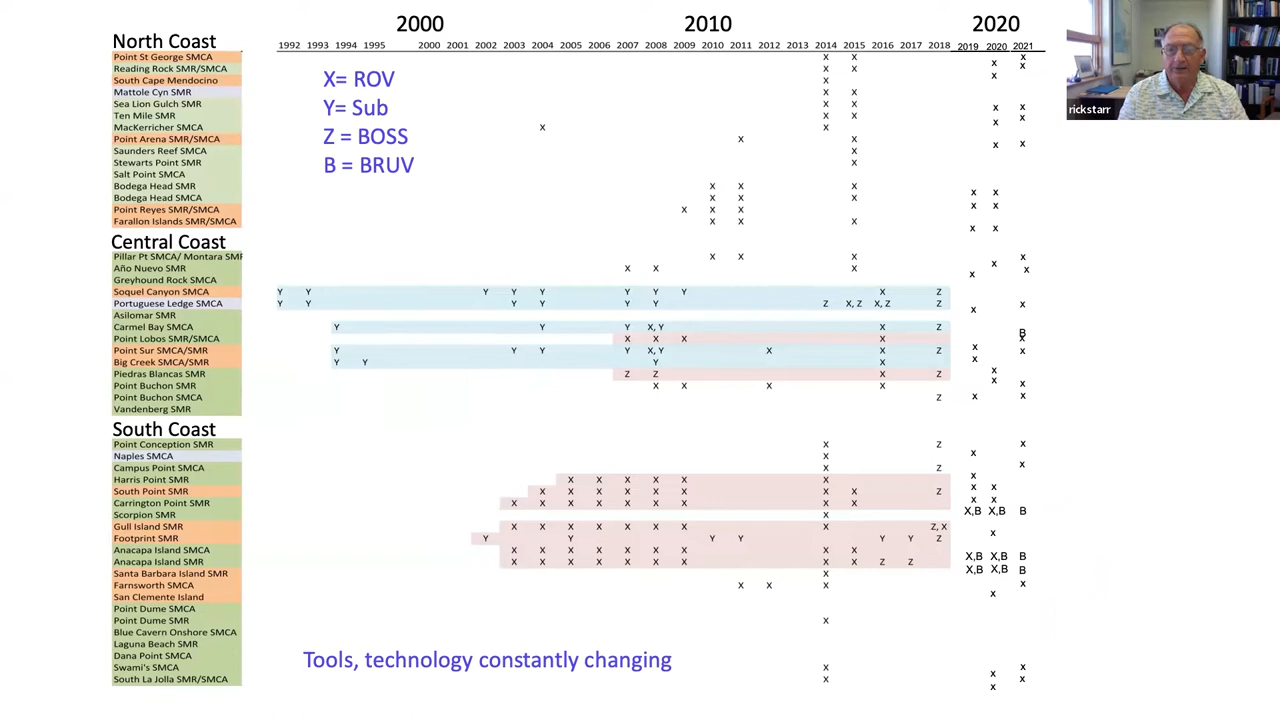 2000 2010 2020
North Coast 1992 1993 1994 1995 2000 2001 2002 2003 2004 2005 2006 2007 2008 2009 2010 2011 2012 2013 2014 2015 2016 2017 2018 2019 2020 2021
Point St George SMCA X X x
Reading Rock SMR/SMCA X X x x
South Cape Mendocino X x
Mattole Cyn SMR X X
Sea Lion Gulch SMR X X x x
Ten Mile SMR X X x
MacKerricher SMCA X X x
Point Arena SMR/SMCA X X x x
Saunders Reef SMCA X
Stewarts Point SMR X
Salt Point SMCA
Bodega Head SMR X X X x x
Bodega Head SMCA X X X
Point Reyes SMR/SMCA X X X x x
Farallon Islands SMR/SMCA X X X x x
X= ROV
Y= Sub
Z = BOSS
B = BRUV
Central Coast
Pillar Pt SMCA/ Montara SMR X X X x x
Año Nuevo SMR X X X x
Greyhound Rock SMCA x
Soquel Canyon SMCA Y Y Y Y Y Y Y Y X Z
Portuguese Ledge SMCA Y Y Y Y Y Y Z X, Z X, Z Z x
Asilomar SMR x
Carmel Bay SMCA Y Y Y X, Y X Z B
Point Lobos SMR/SMCA X X X X x
Point Sur SMCA/SMR Y Y Y Y X, Y X X Z x x
Big Creek SMCA/SMR Y Y Y X x
Piedras Blancas SMR Z Z X Z x
Point Buchon SMR X X X X x x
Point Buchon SMCA Z x x
Vandenberg SMR
South Coast
Point Conception SMR X Z x
Naples SMCA X x
Campus Point SMCA X Z x
Harris Point SMR X X X X X X x
South Point SMR X X X X X X X X Z x x
Carrington Point SMR X X X X X X X X X x x
Scorpion SMR X X,B X,B B
Gull Island SMR X X X X X X X X Z, X
Footprint SMR Y Y Y Y Y Y Z x
Anacapa Island SMCA X X X X X X X X X X,B X,B B
Anacapa Island SMR X X X X X X X X X Z Z X,B X,B B
Santa Barbara Island SMR X
Farnsworth SMCA X X X x
San Clemente Island x
Point Dume SMCA
Point Dume SMR X
Blue Cavern Onshore SMCA
Laguna Beach SMR
Dana Point SMCA
Swami's SMCA X x x
South La Jolla SMR/SMCA X x x
Tools, technology constantly changing
rickstarr